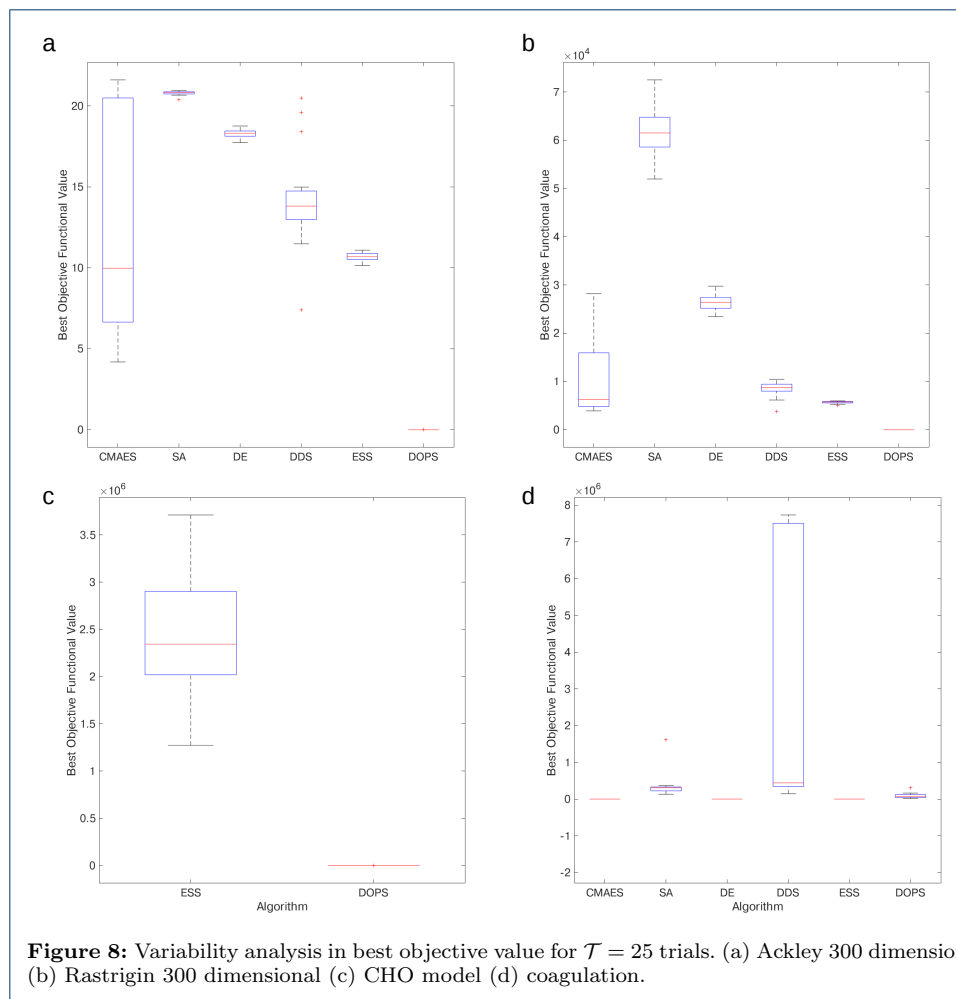 a
Best Objective Functional Value
20
15
10
5
0
CMAES SA DE DDS ESS DOPS
b
×10⁴
Best Objective Functional Value
7
6
5
4
3
2
1
0
CMAES SA DE DDS ESS DOPS
c
×10⁶
Best Objective Functional Value
3.5
3
2.5
2
1.5
1
0.5
0
ESS DOPS
Algorithm
d
×10⁶
Best Objective Functional Value
8
7
6
5
4
3
2
1
0
-1
-2
CMAES SA DE DDS ESS DOPS
Algorithm
Figure 8: Variability analysis in best objective value for 𝒯 = 25 trials. (a) Ackley 300 dimensio
(b) Rastrigin 300 dimensional (c) CHO model (d) coagulation.